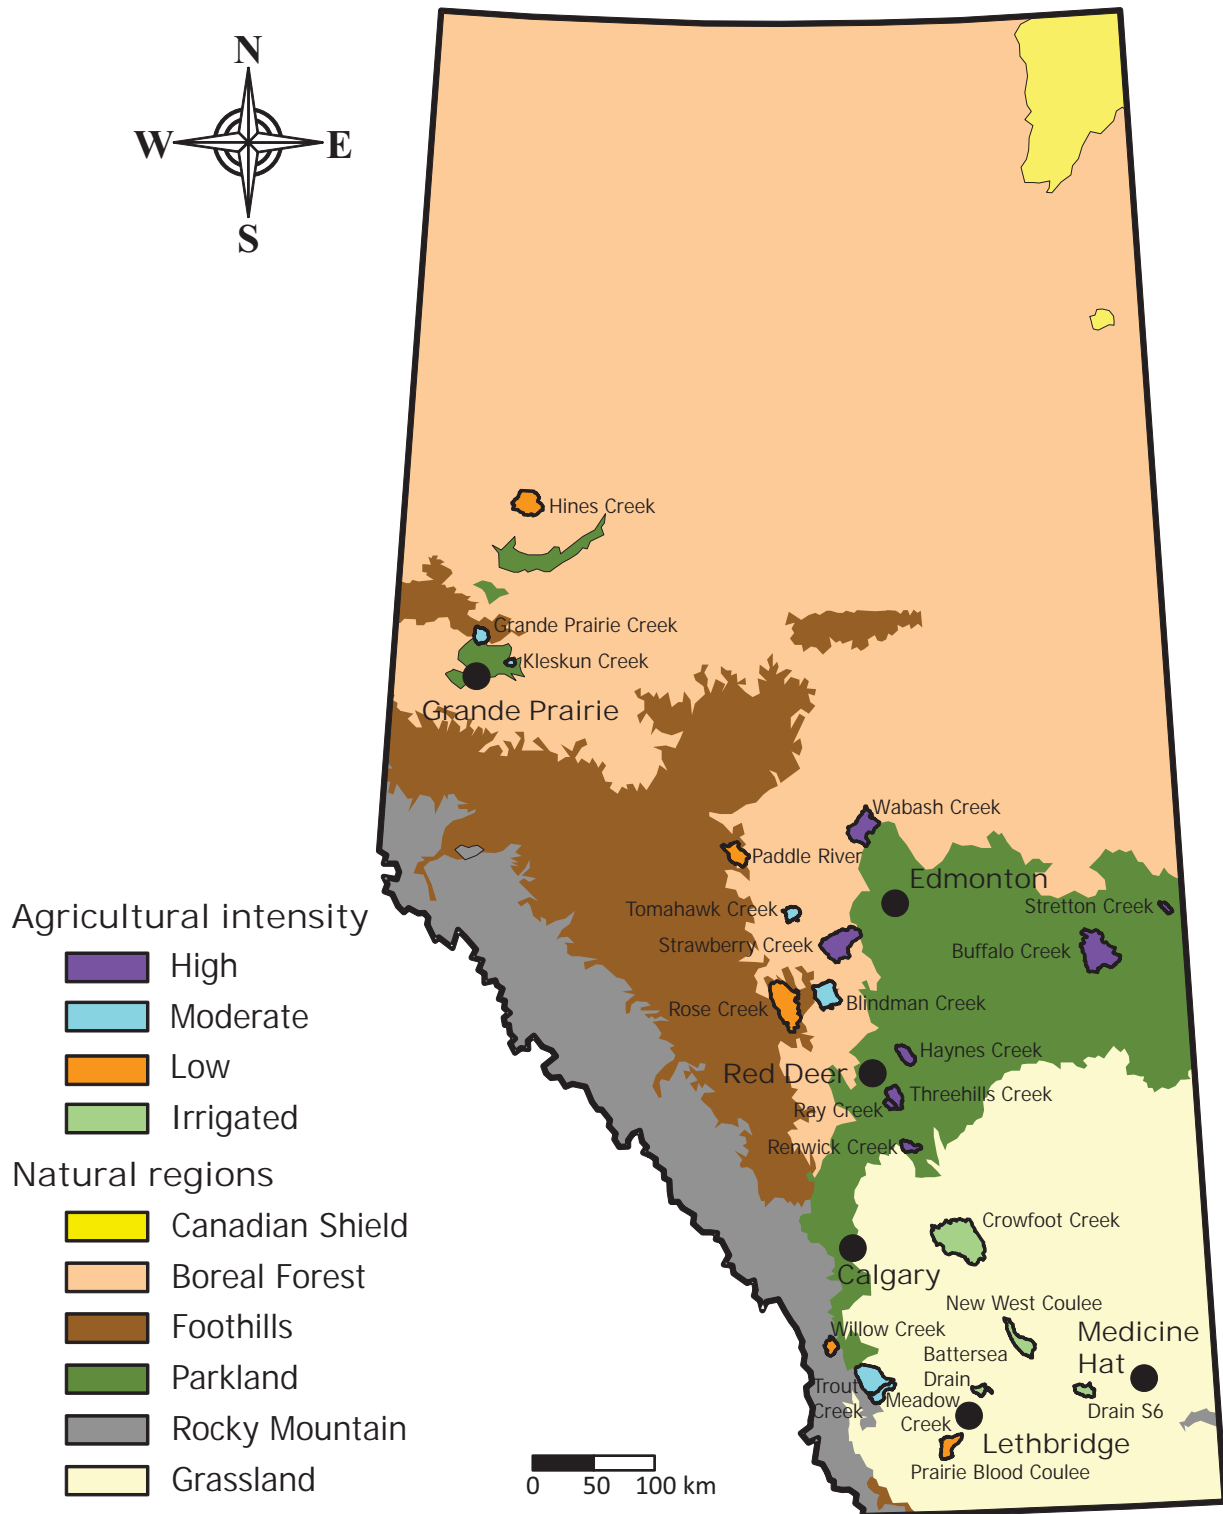 N
W
E
S
Hines Creek
Grande Prairie Creek
Kleskun Creek
Grande Prairie
Wabash Creek
Paddle River
Edmonton
Tomahawk Creek
Stretton Creek
Strawberry Creek
Buffalo Creek
Rose Creek
Blindman Creek
Haynes Creek
Red Deer
Threehills Creek
Ray Creek
Renwick Creek
Crowfoot Creek
Calgary
New West Coulee
Willow Creek
Medicine
Hat
Battersea
Drain
Trout
Creek
Meadow
Creek
Drain S6
Lethbridge
Prairie Blood Coulee
Agricultural intensity
High
Moderate
Low
Irrigated
Natural regions
Canadian Shield
Boreal Forest
Foothills
Parkland
Rocky Mountain
Grassland
0 50 100 km